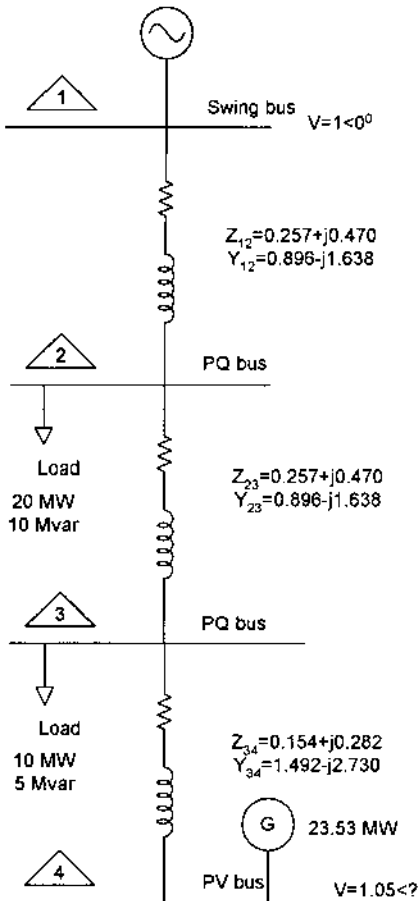 1
Swing bus
V=1<0⁰
Z₁₂=0.257+j0.470
Y₁₂=0.896-j1.638
2
PQ bus
Load
20 MW
10 Mvar
Z₂₃=0.257+j0.470
Y₂₃=0.896-j1.638
3
PQ bus
Load
10 MW
5 Mvar
Z₃₄=0.154+j0.282
Y₃₄=1.492-j2.730
G
23.53 MW
4
PV bus
V=1.05<?